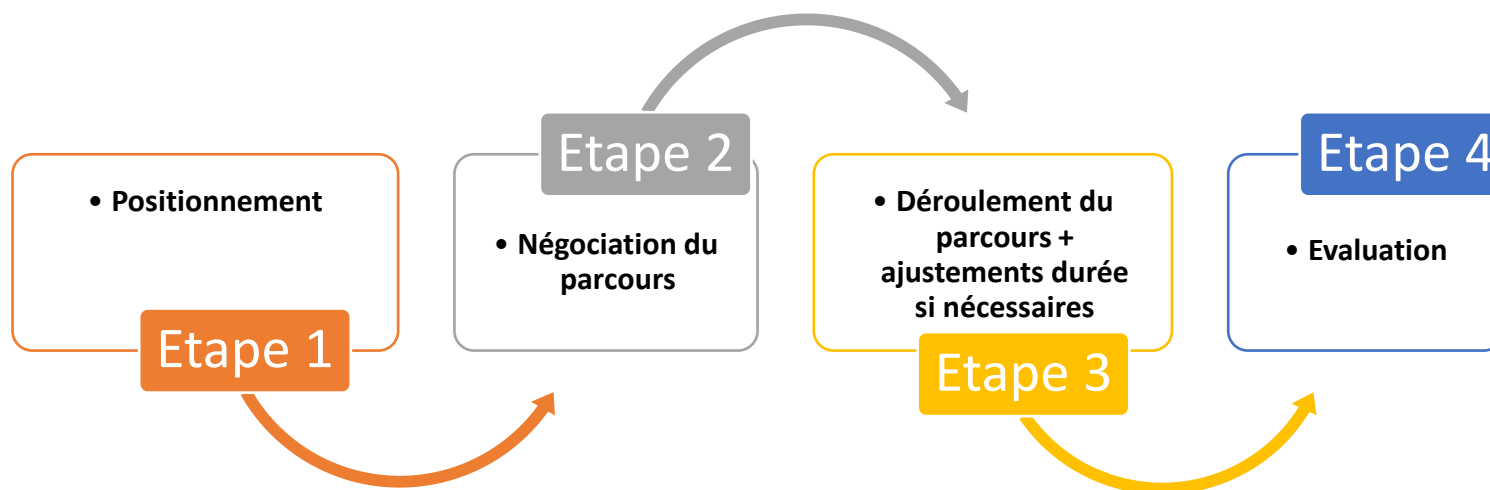 • Positionnement
Etape 1
Etape 2
• Négociation du
parcours
• Déroulement du
parcours +
ajustements durée
si nécessaires
Etape 3
Etape 4
• Evaluation